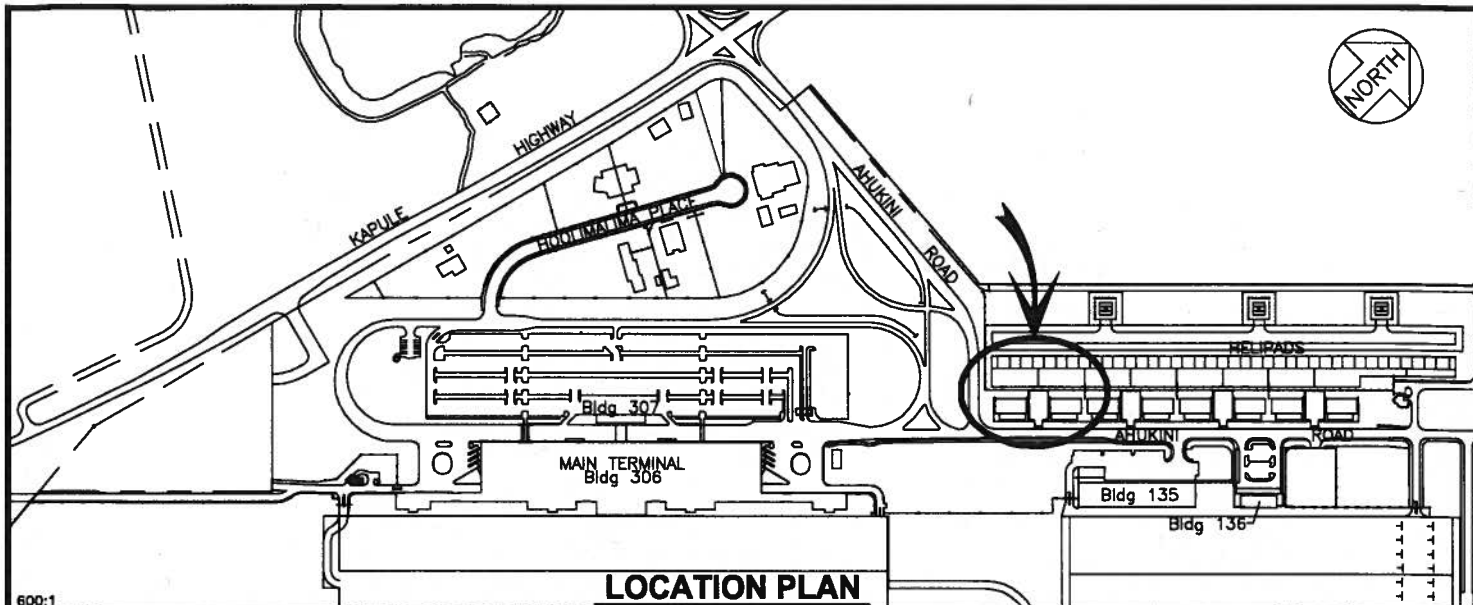 NORTH
HIGHWAY
KAPULE
HOOLIMALIMA PLACE
AHUKINI
ROAD
HELIPADS
Bldg 307
AHUKINI ROAD
MAIN TERMINAL
Bldg 306
Bldg 135
Bldg 136
LOCATION PLAN
600:1